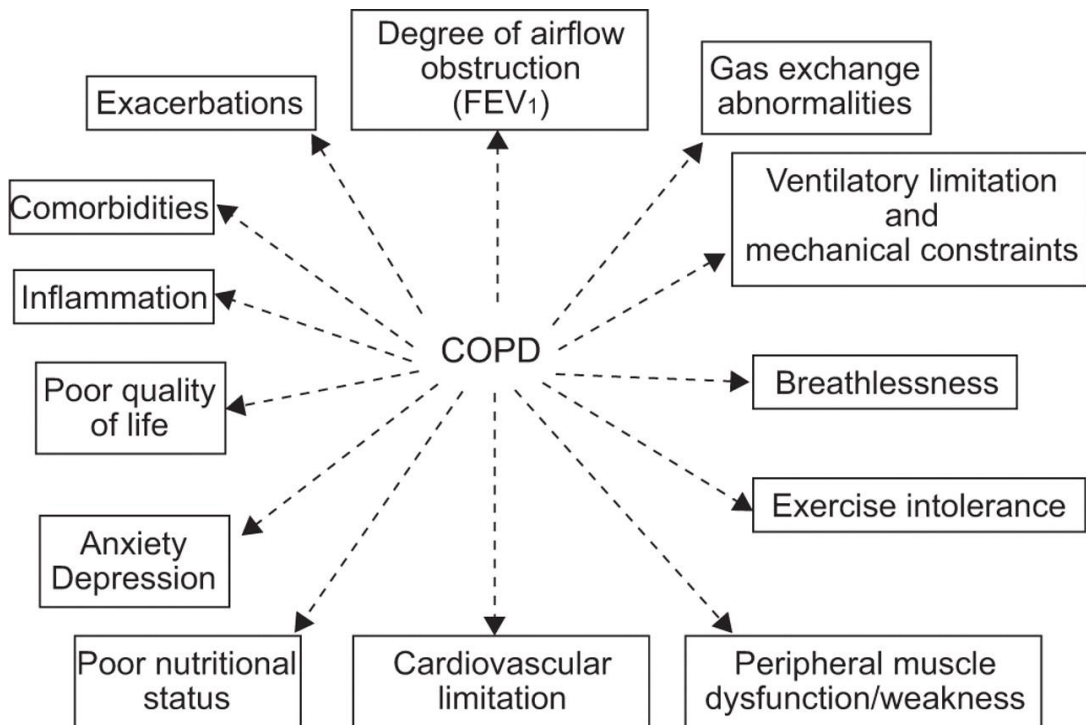 Degree of airflow
obstruction
(FEV₁)
Gas exchange
abnormalities
Exacerbations
Ventilatory limitation
and
mechanical constraints
Comorbidities
Inflammation
COPD
Poor quality
of life
Breathlessness
Exercise intolerance
Anxiety
Depression
Poor nutritional
status
Cardiovascular
limitation
Peripheral muscle
dysfunction/weakness